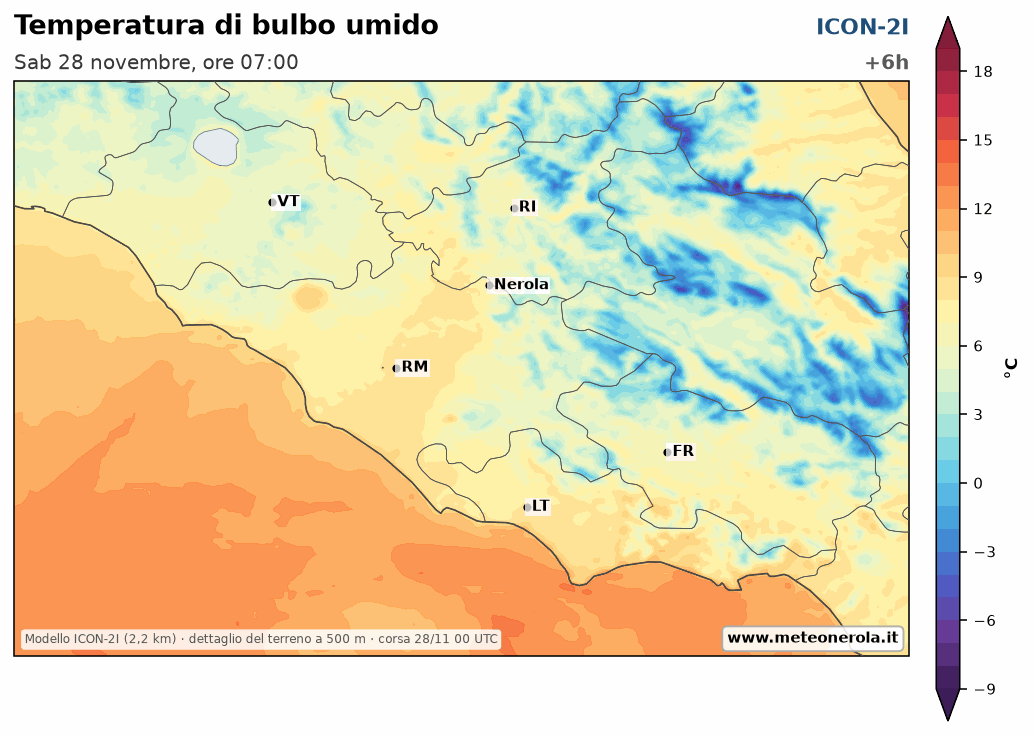 Temperatura di bulbo umido
ICON-2I
Sab 28 novembre, ore 07:00
+6h
VT
RI
Nerola
RM
FR
LT
18
15
12
9
6
3
0
−3
−6
−9
°C
Modello ICON-2I (2,2 km) · dettaglio del terreno a 500 m · corsa 28/11 00 UTC
www.meteonerola.it